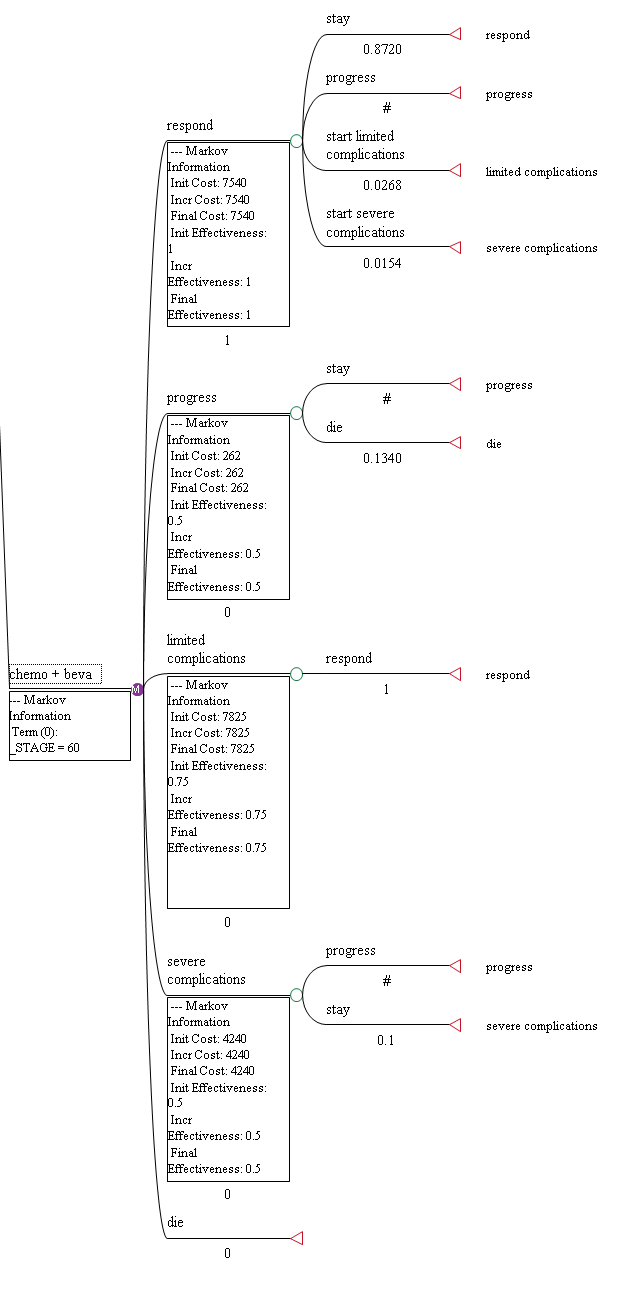 stay
0.8720
respond
progress
#
progress
start limited
complications
0.0268
limited complications
start severe
complications
0.0154
severe complications
respond
--- Markov
Information
Init Cost: 7540
Incr Cost: 7540
Final Cost: 7540
Init Effectiveness:
1
Incr
Effectiveness: 1
Final
Effectiveness: 1
1
stay
#
progress
die
0.1340
die
progress
--- Markov
Information
Init Cost: 262
Incr Cost: 262
Final Cost: 262
Init Effectiveness:
0.5
Incr
Effectiveness: 0.5
Final
Effectiveness: 0.5
0
chemo + beva
--- Markov
Information
Term (0):
_STAGE = 60
M
limited
complications
respond
1
respond
--- Markov
Information
Init Cost: 7825
Incr Cost: 7825
Final Cost: 7825
Init Effectiveness:
0.75
Incr
Effectiveness: 0.75
Final
Effectiveness: 0.75
0
progress
#
progress
stay
0.1
severe complications
severe
complications
--- Markov
Information
Init Cost: 4240
Incr Cost: 4240
Final Cost: 4240
Init Effectiveness:
0.5
Incr
Effectiveness: 0.5
Final
Effectiveness: 0.5
0
die
0